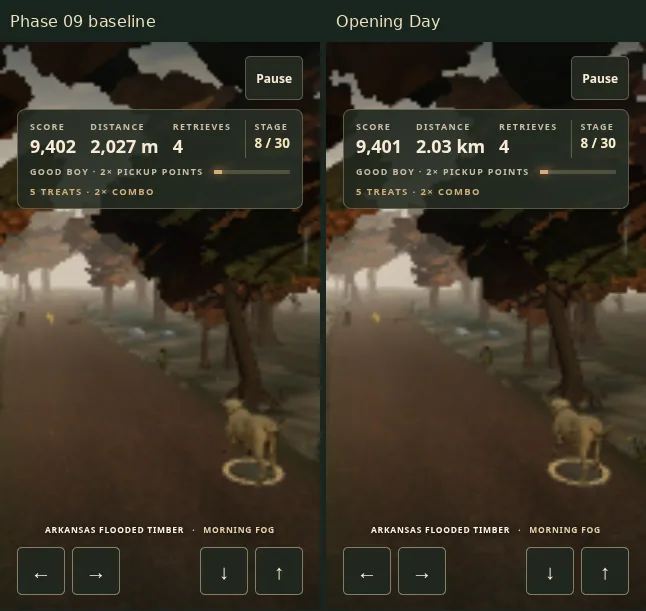 Phase 09 baseline
Pause
SCORE DISTANCE RETRIEVES STAGE
9,402 2,027 m 4 8 / 30
GOOD BOY · 2× PICKUP POINTS
5 TREATS · 2× COMBO
ARKANSAS FLOODED TIMBER · MORNING FOG
← → ↓ ↑
Opening Day
Pause
SCORE DISTANCE RETRIEVES STAGE
9,401 2.03 km 4 8 / 30
GOOD BOY · 2× PICKUP POINTS
5 TREATS · 2× COMBO
ARKANSAS FLOODED TIMBER · MORNING FOG
← → ↓ ↑